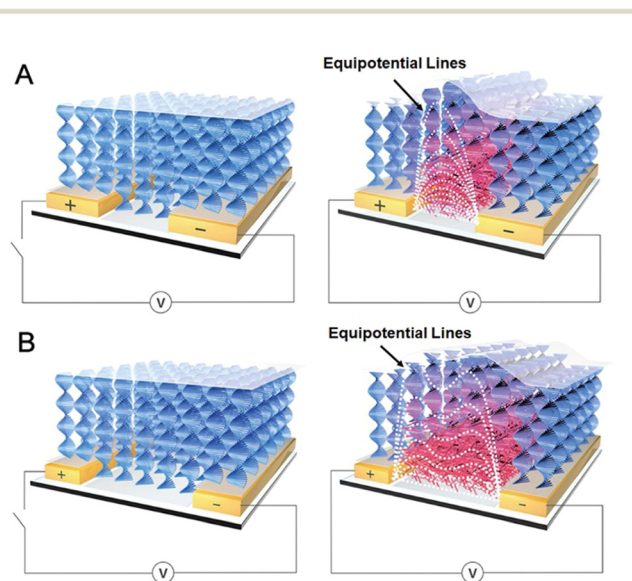 A
Equipotential Lines
+
−
V
+
−
V
B
Equipotential Lines
+
−
V
+
−
V